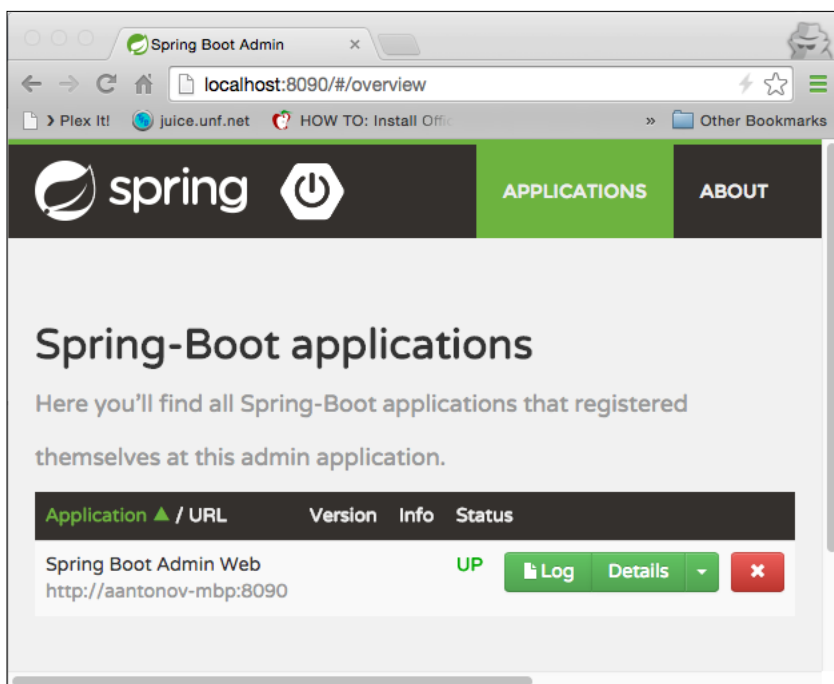 Spring Boot Admin
localhost:8090/#/overview
Plex It! juice.unf.net HOW TO: Install Offic » Other Bookmarks
spring APPLICATIONS ABOUT
Spring-Boot applications
Here you'll find all Spring-Boot applications that registered
themselves at this admin application.
Application ▲ / URL Version Info Status
Spring Boot Admin Web UP Log Details
http://aantonov-mbp:8090